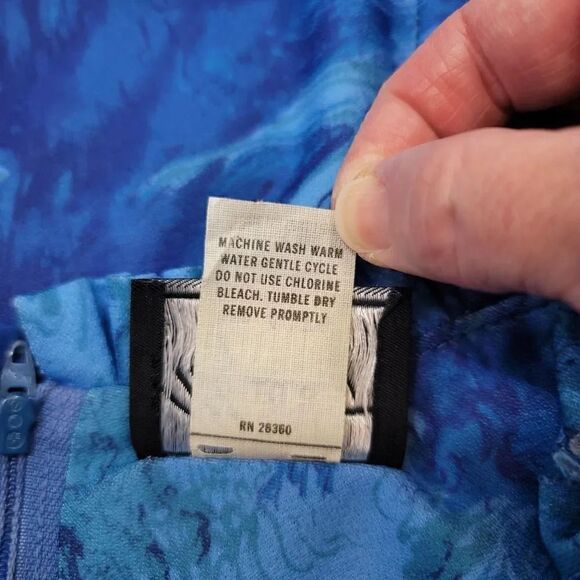 MACHINE WASH WARM
WATER GENTLE CYCLE
DO NOT USE CHLORINE
BLEACH. TUMBLE DRY
REMOVE PROMPTLY
RN 26360